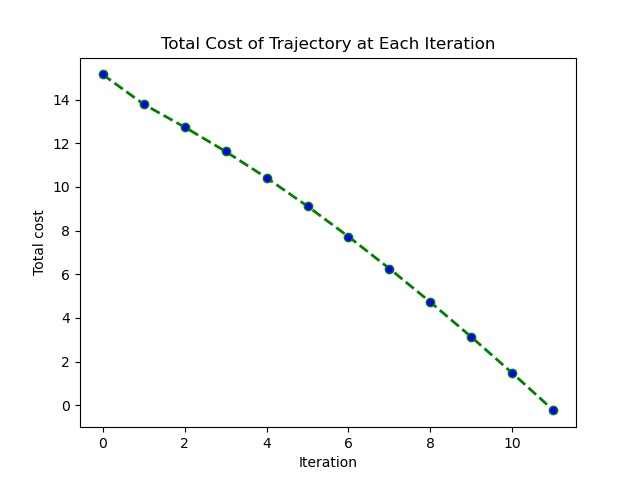 Total Cost of Trajectory at Each Iteration
14
12
10
8
6
4
2
0
Total cost
0 2 4 6 8 10
Iteration